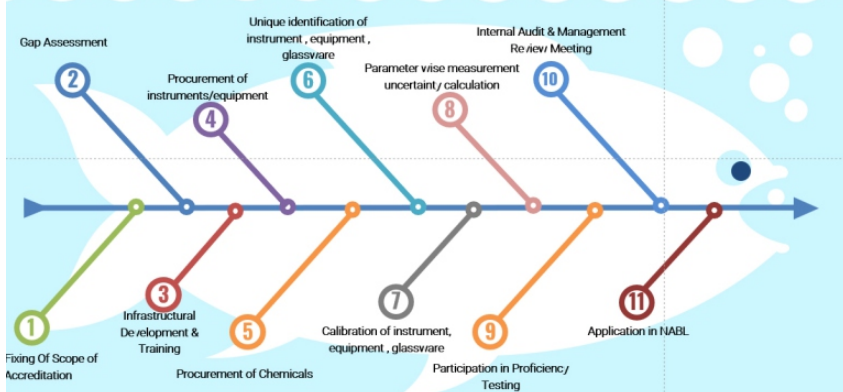 Unique identification of
instrument , equipment ,
glassware
Internal Audit & Management
Review Meeting
Gap Assessment
Procurement of
instruments/equipment
Parameter wise measurement
uncertainty calculation
2
4
6
8
10
1
3
5
7
9
11
Fixing Of Scope of
Accreditation
Infrastructural
Development &
Training
Procurement of Chemicals
Calibration of instrument,
equipment , glassware
Participation in Proficiency
Testing
Application in NABL